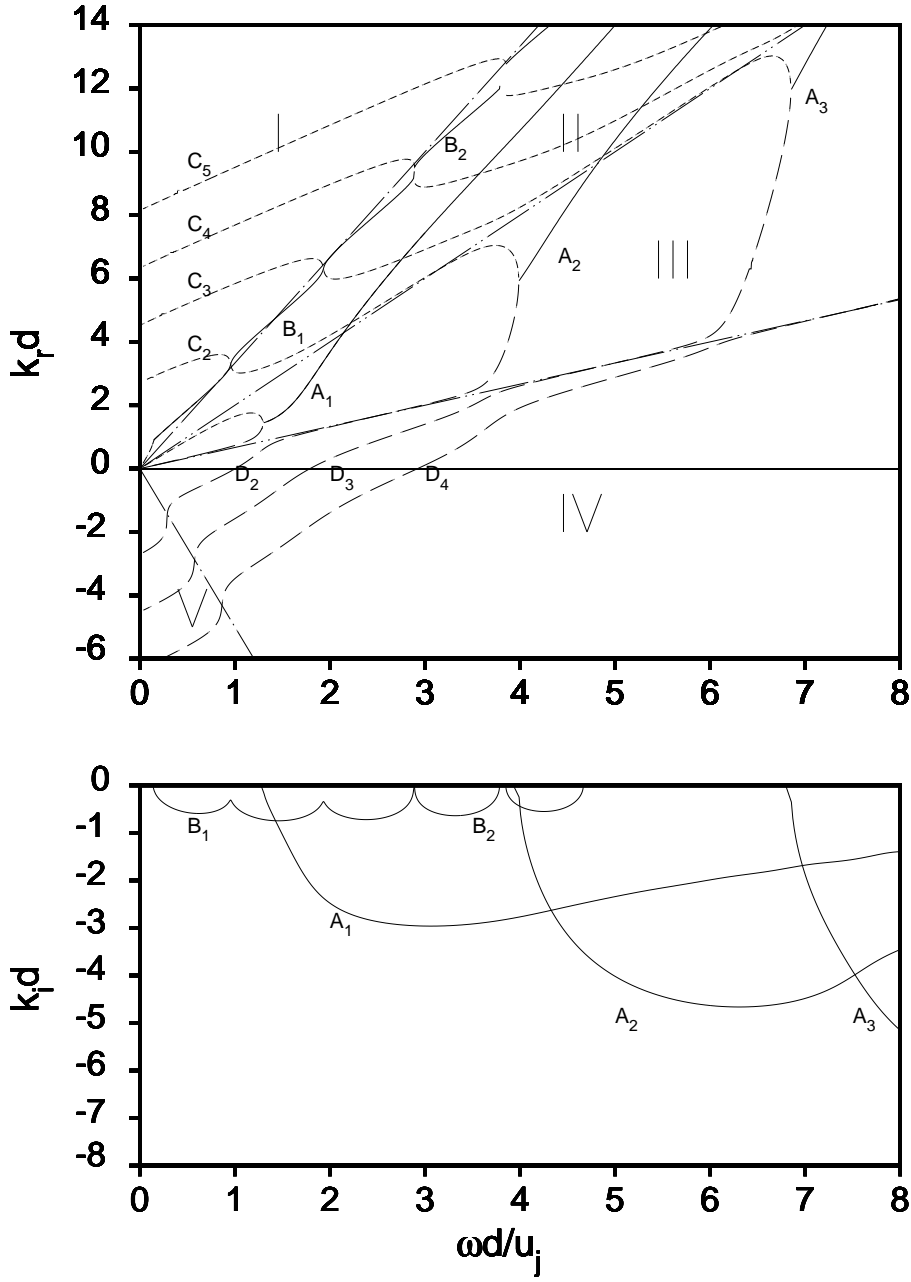 14
12
10
8
6
4
2
0
-2
-4
-6
k_r d
I
II
III
IV
V
C_5
C_4
C_3
C_2
B_2
B_1
A_1
A_2
A_3
D_2
D_3
D_4
0 1 2 3 4 5 6 7 8
0
-1
-2
-3
-4
-5
-6
-7
-8
k_i d
B_1
B_2
A_1
A_2
A_3
0 1 2 3 4 5 6 7 8
ωd/u_j